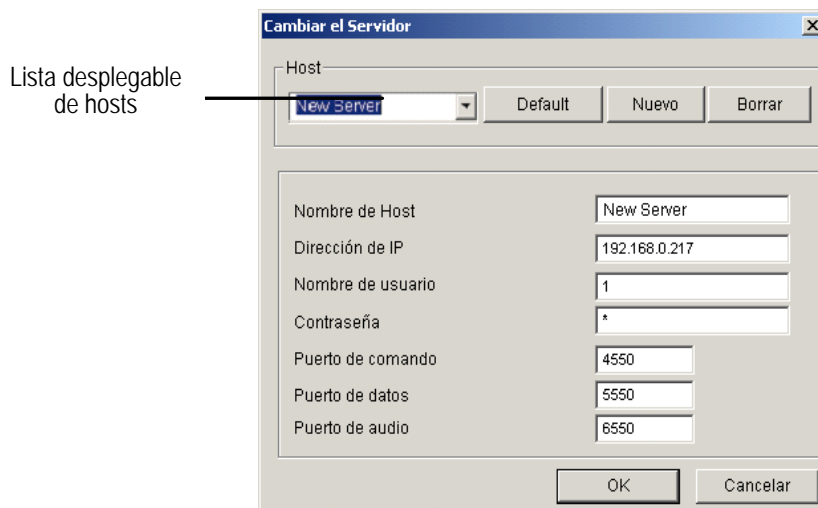 Cambiar el Servidor
Lista desplegable
de hosts
Host
New Server
Default
Nuevo
Borrar
Nombre de Host
New Server
Dirección de IP
192.168.0.217
Nombre de usuario
1
Contraseña
*
Puerto de comando
4550
Puerto de datos
5550
Puerto de audio
6550
OK
Cancelar